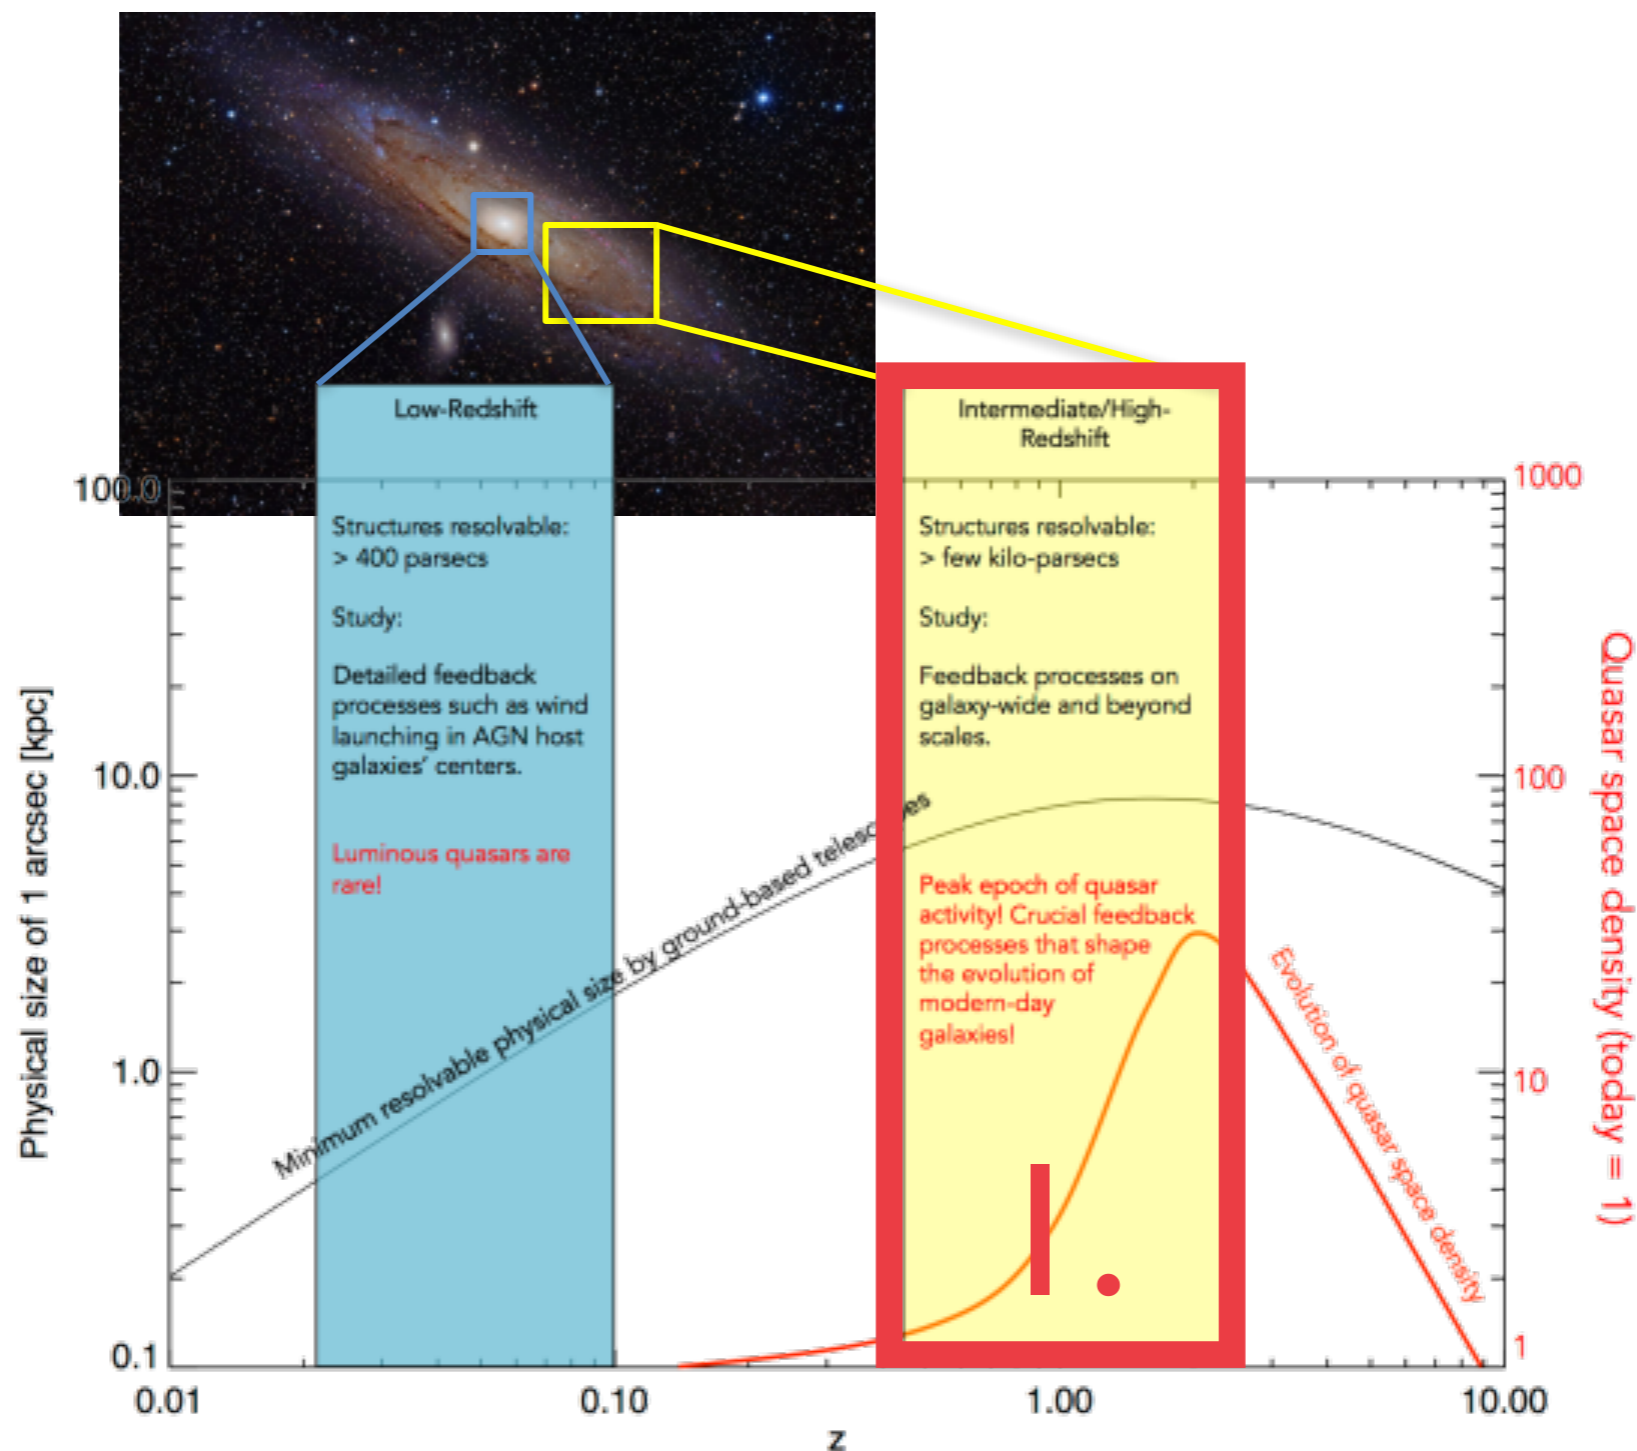 Low-Redshift
Structures resolvable:
> 400 parsecs
Study:
Detailed feedback
processes such as wind
launching in AGN host
galaxies’ centers.
Luminous quasars are
rare!
Intermediate/High-
Redshift
Structures resolvable:
> few kilo-parsecs
Study:
Feedback processes on
galaxy-wide and beyond
scales.
Peak epoch of quasar
activity! Crucial feedback
processes that shape
the evolution of
modern-day
galaxies!
I.
Minimum resolvable physical size by ground-based telescopes
Evolution of quasar space density
Physical size of 1 arcsec [kpc]
100.0
10.0
1.0
0.1
Quasar space density (today = 1)
1000
100
10
1
0.01 0.10 1.00 10.00
z